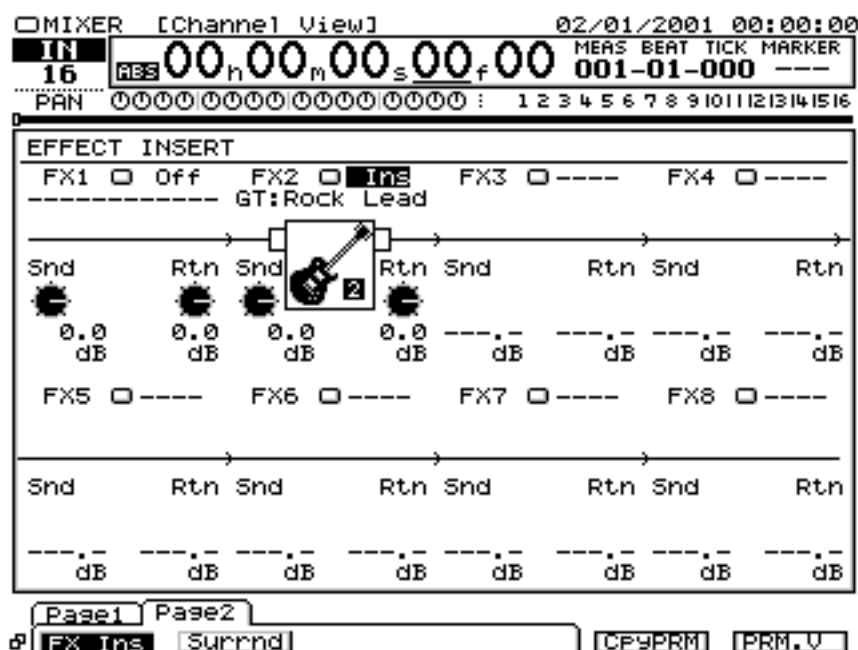 MIXER [Channel View] 02/01/2001 00:00:00
IN 16 ABS 00h00m00s00f00 MEAS BEAT TICK MARKER
001-01-000 ---
PAN 1 2 3 4 5 6 7 8 9 10 11 12 13 14 15 16
EFFECT INSERT
FX1 Off FX2 Ins FX3 ---- FX4 ----
------------ GT:Rock Lead
2
Snd Rtn Snd Rtn Snd Rtn Snd Rtn
0.0 0.0 0.0 0.0 ---.- ---.- ---.- ---.-
dB dB dB dB dB dB dB dB
FX5 ---- FX6 ---- FX7 ---- FX8 ----
Snd Rtn Snd Rtn Snd Rtn Snd Rtn
---.- ---.- ---.- ---.- ---.- ---.- ---.- ---.-
dB dB dB dB dB dB dB dB
Page1 Page2
FX Ins Surrnd CpyPRM PRM.V